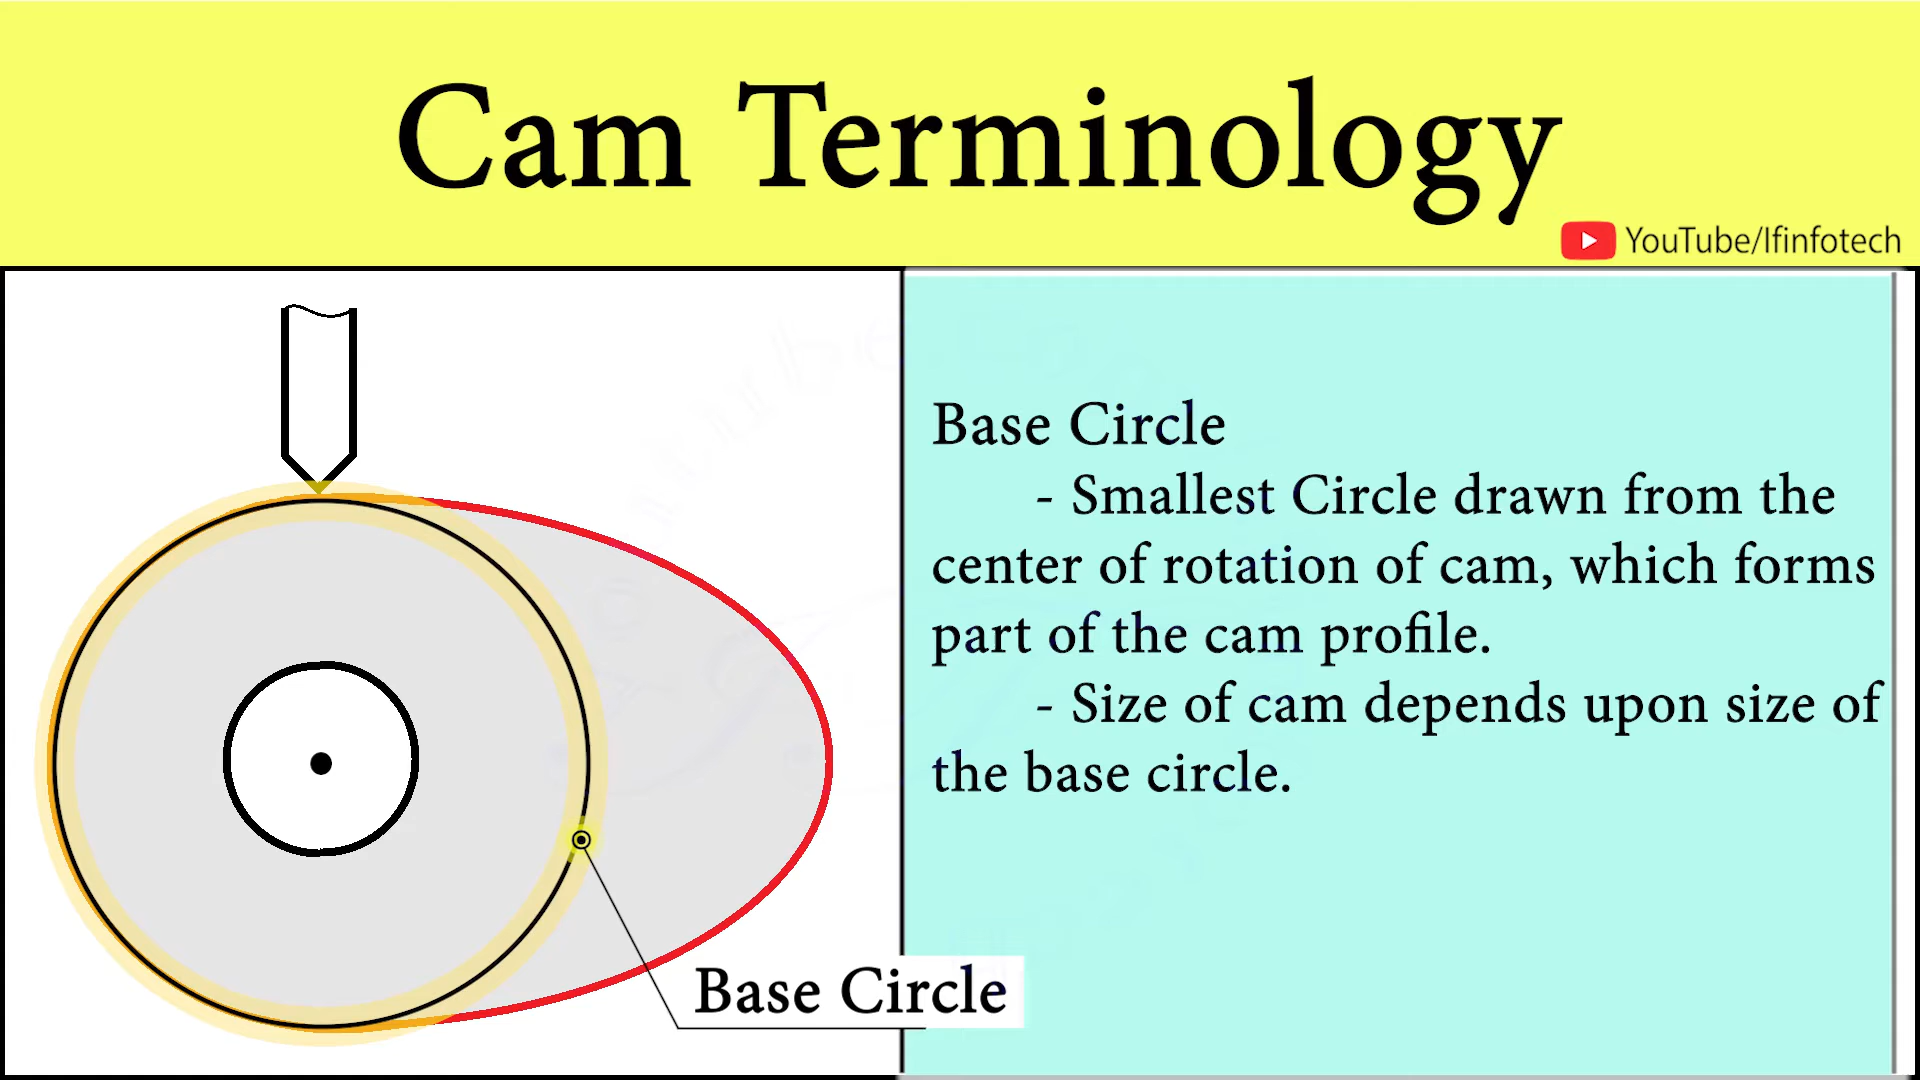 Cam Terminology
YouTube/Ifinfotech
Base Circle
- Smallest Circle drawn from the
center of rotation of cam, which forms
part of the cam profile.
- Size of cam depends upon size of
the base circle.
Base Circle